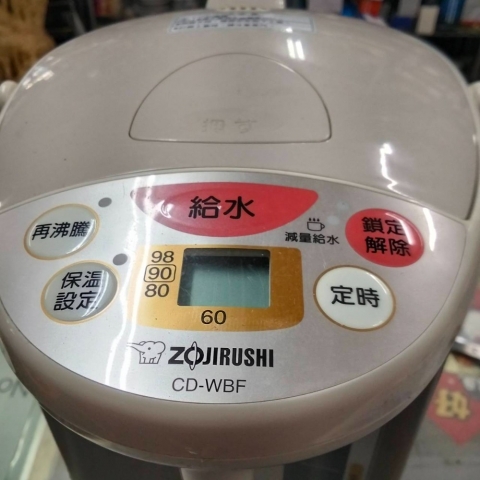 給水
再沸騰
減量給水
鎖定
解除
保溫
設定
98
90
80
60
定時
ZOJIRUSHI
CD-WBF